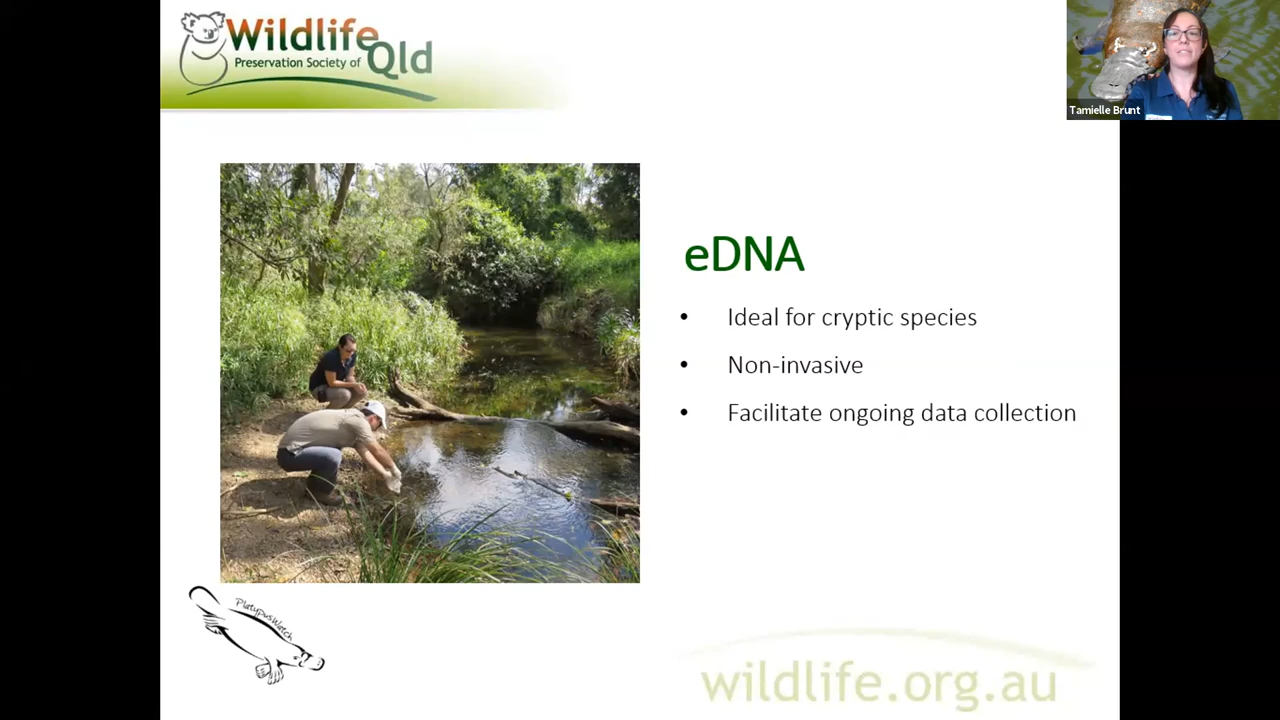 Wildlife
Preservation Society of Qld
Tamielle Brunt
eDNA
• Ideal for cryptic species
• Non-invasive
• Facilitate ongoing data collection
PlatypusWatch
wildlife.org.au